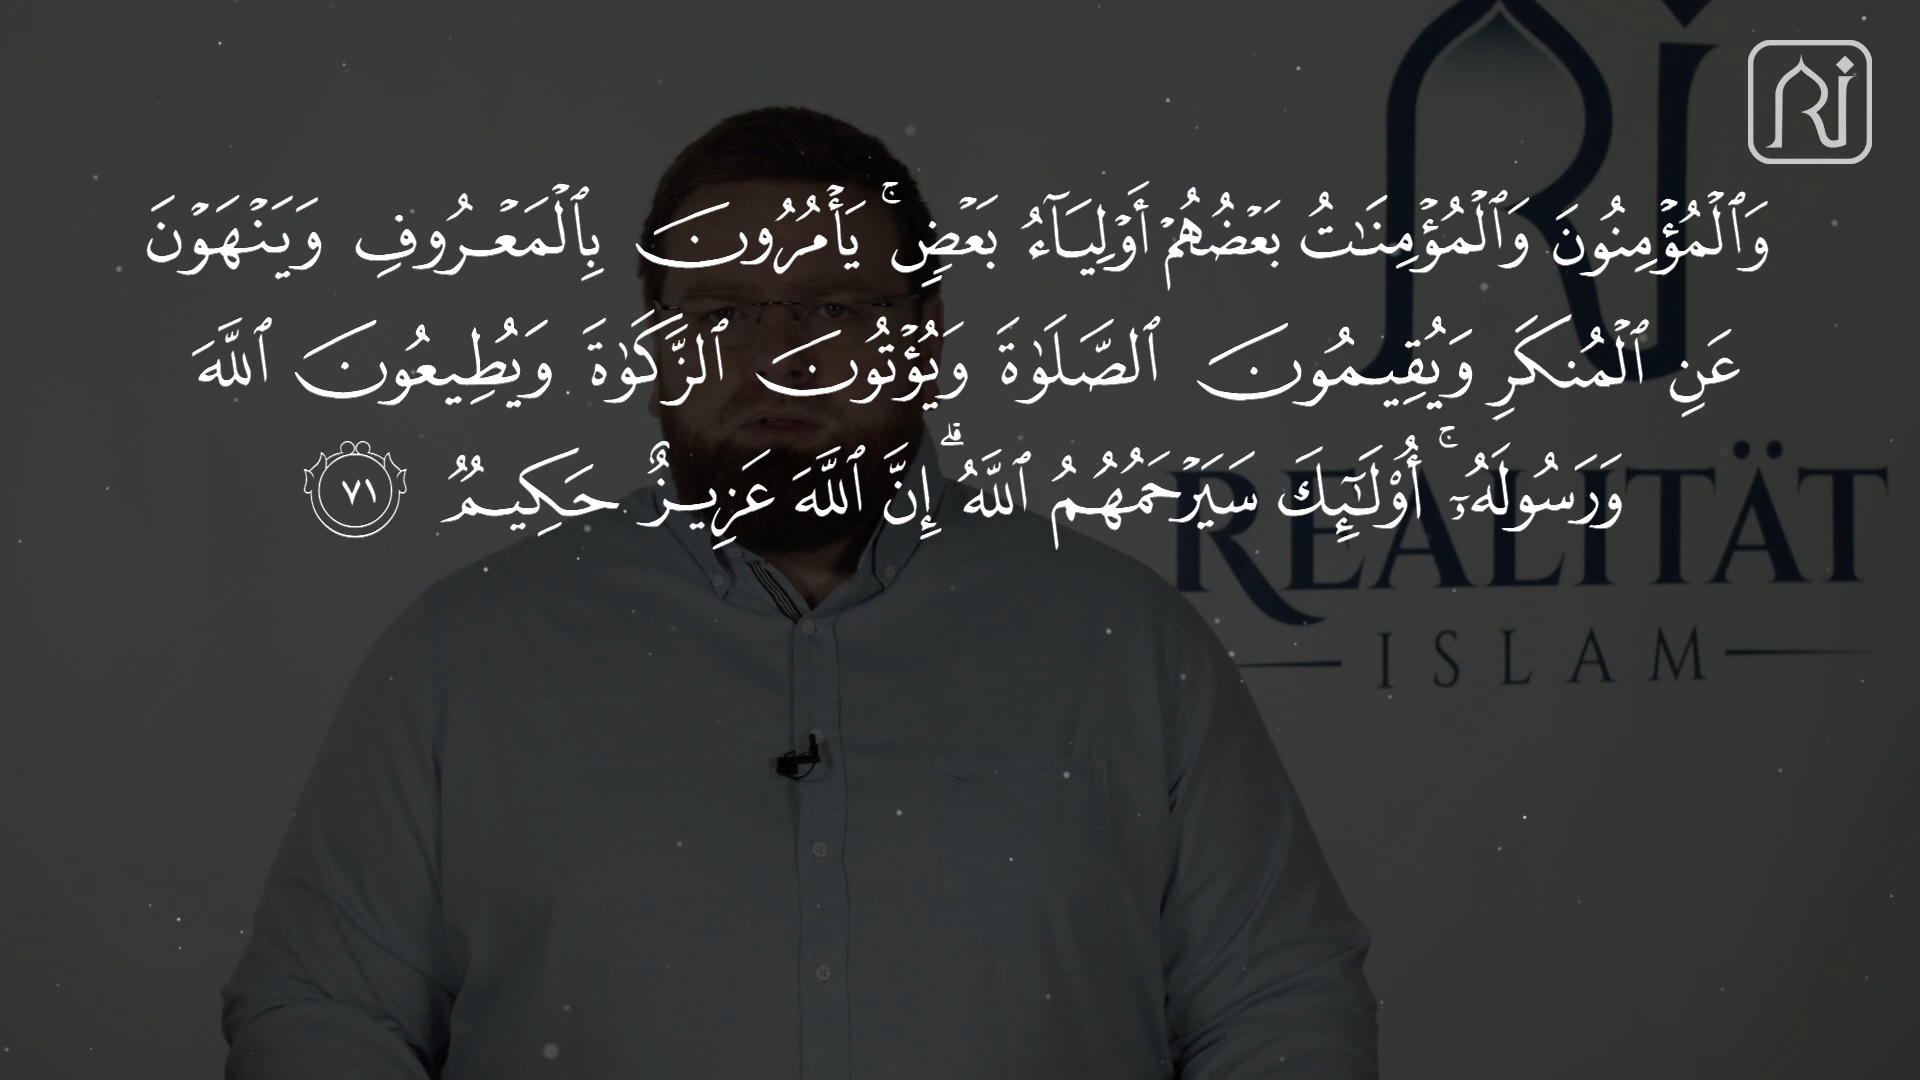 وَٱلْمُؤْمِنُونَ وَٱلْمُؤْمِنَٰتُ بَعْضُهُمْ أَوْلِيَآءُ بَعْضٍ ۚ يَأْمُرُونَ بِٱلْمَعْرُوفِ وَيَنْهَوْنَ
عَنِ ٱلْمُنكَرِ وَيُقِيمُونَ ٱلصَّلَوٰةَ وَيُؤْتُونَ ٱلزَّكَوٰةَ وَيُطِيعُونَ ٱللَّهَ
وَرَسُولَهُۥٓ ۚ أُو۟لَٰٓئِكَ سَيَرْحَمُهُمُ ٱللَّهُ ۗ إِنَّ ٱللَّهَ عَزِيزٌ حَكِيمٌ ٧١
REALITÄT
ISLAM